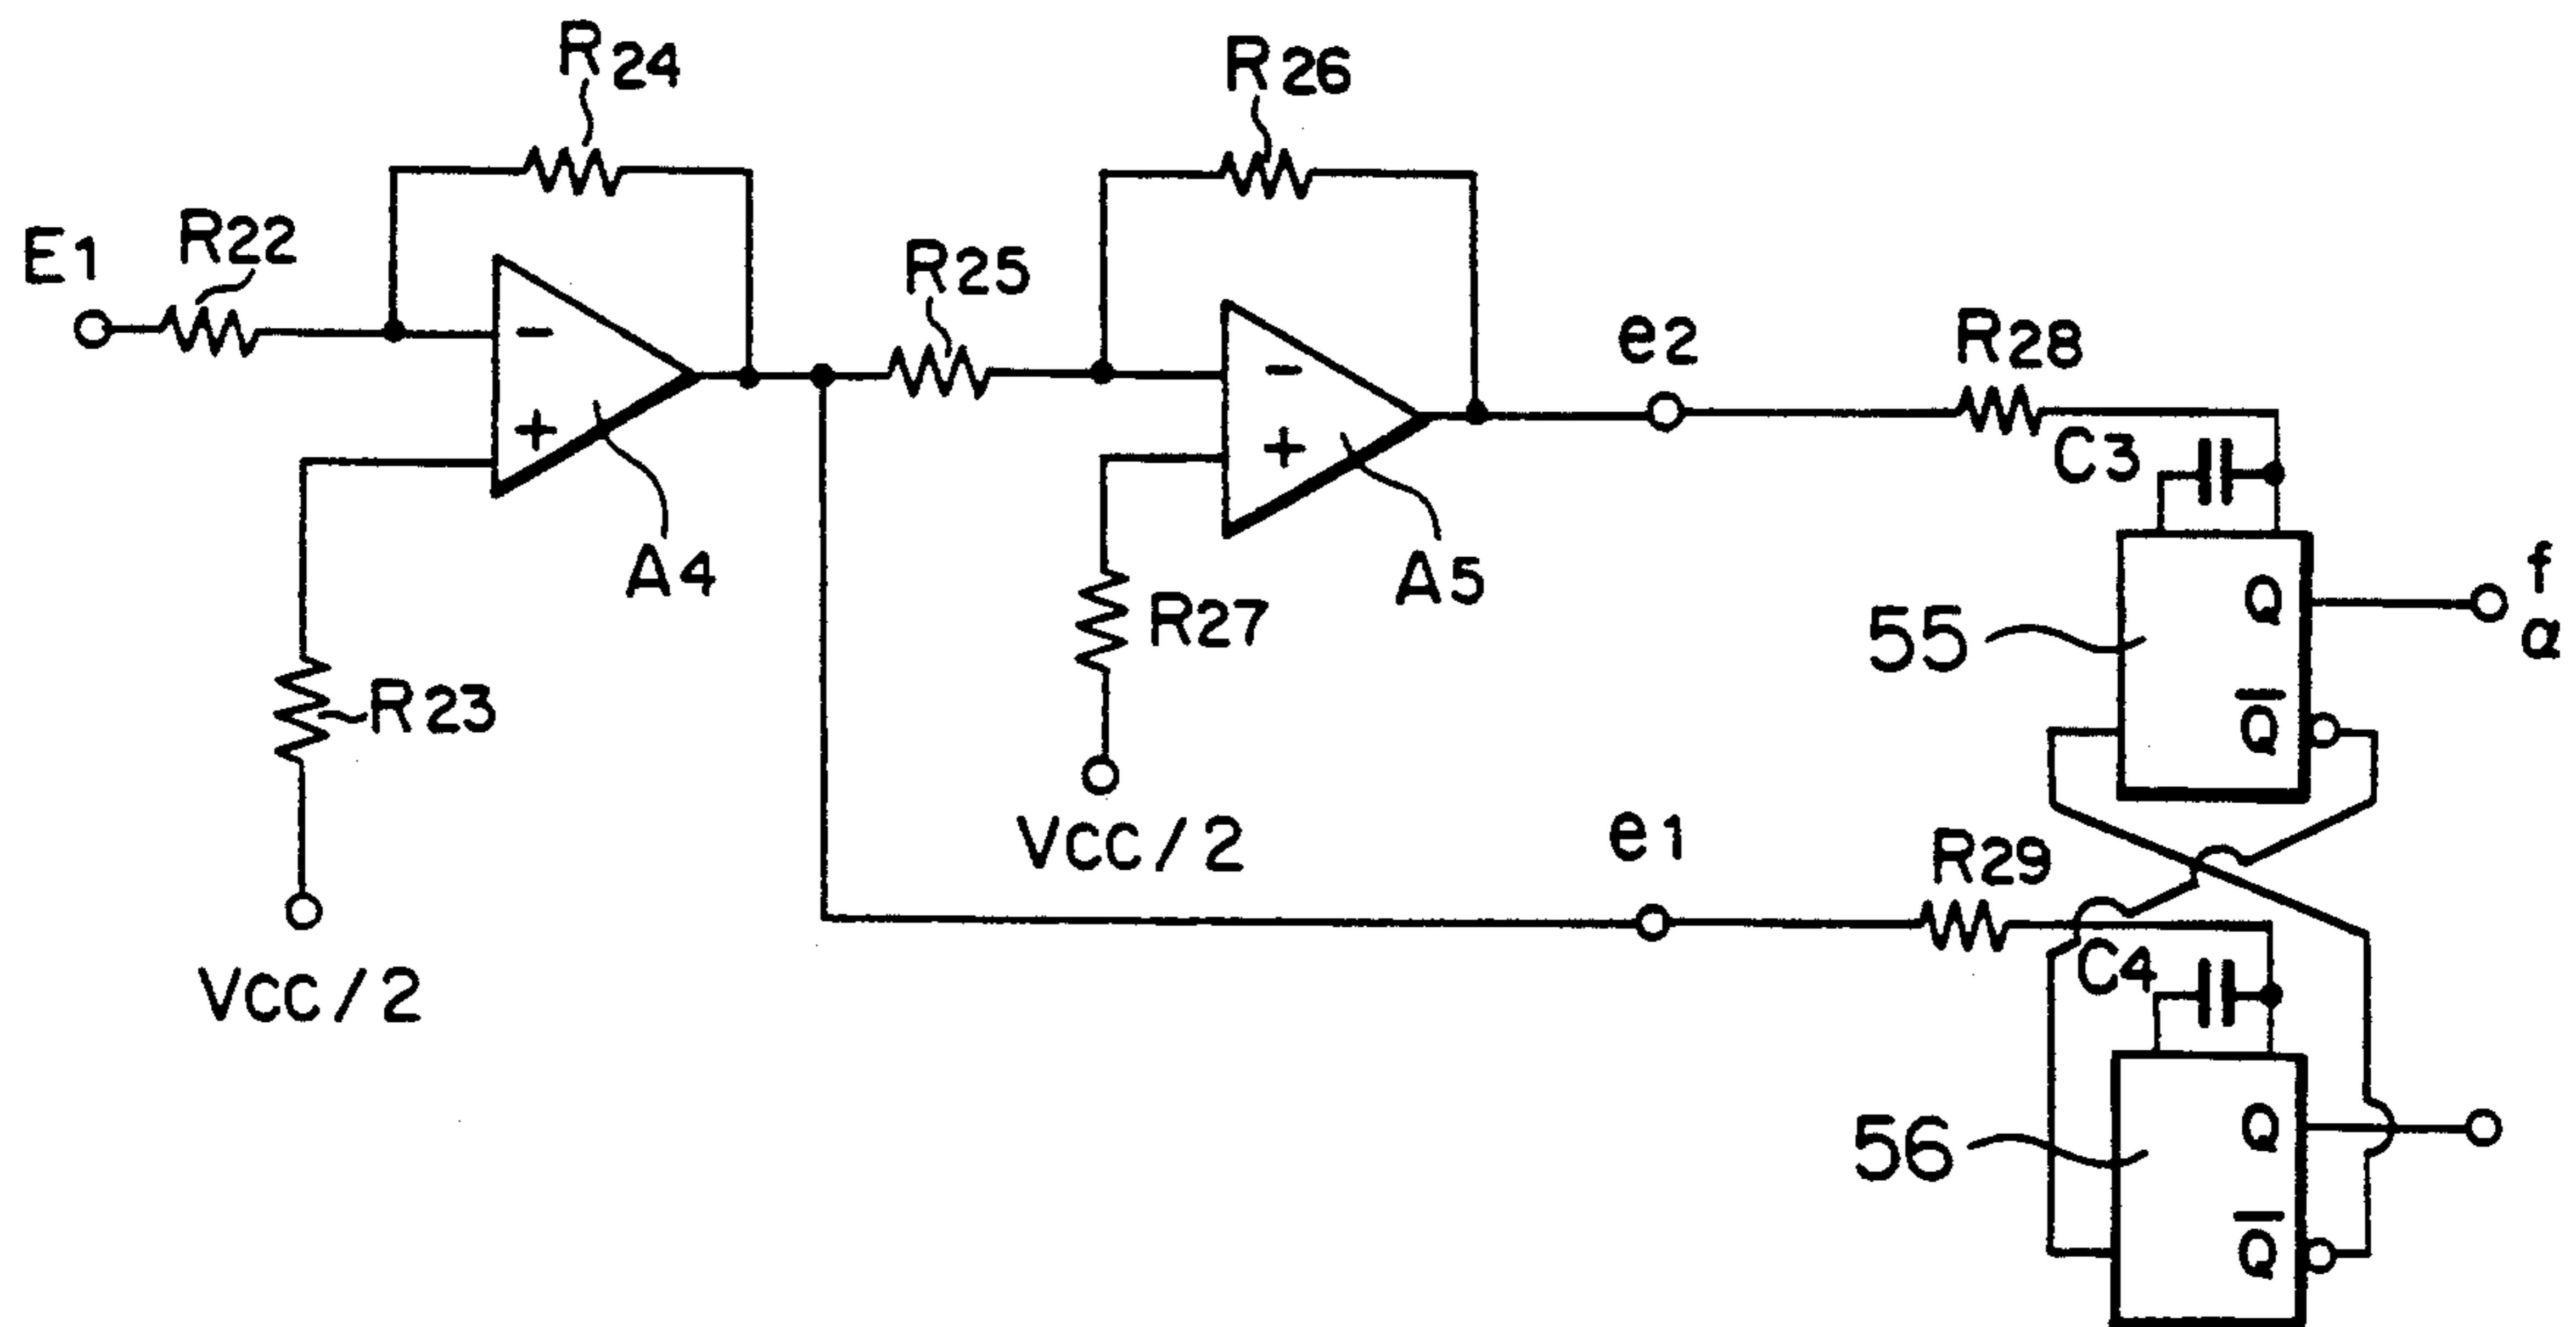 R24
R26
E1
R22
R25
e2
R28
C3
-
-
+
+
A4
A5
Q
f
α
55
R27
Q̅
R23
VCC/2
e1
R29
C4
VCC/2
Q
56
Q̅